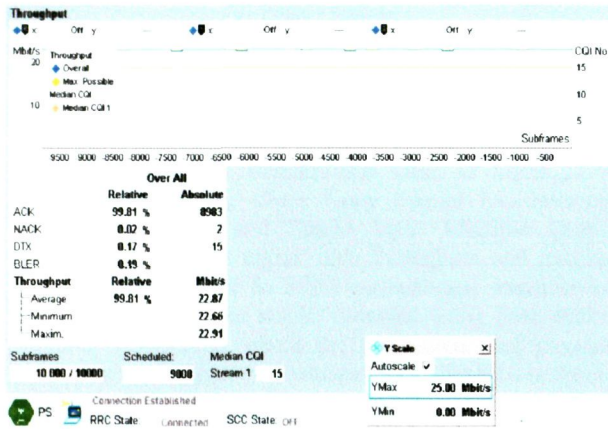 Throughput
x Off y x Off y x Off y
Mbit/s CQI No
20 Throughput 15
Overall
Max. Possible
Median CQI 10
10 Median CQI 1
5
Subframes
9500 9000 -8500 8000 -7500 7000 -6500 6000 -5500 5000 -4500 4000 -3500 3000 -2500 -2000 -1500 -1000 -500
Over All
Relative Absolute
ACK 99.81 % 8983
NACK 0.02 % 2
DTX 0.17 % 15
BLER 0.19 %
Throughput Relative Mbit/s
Average 99.81 % 22.87
Minimum 22.66
Maxim. 22.91
Subframes Scheduled: Median CQI
10 000 / 10000 9000 Stream 1 15
Y Scale x
Autoscale
YMax 25.00 Mbit/s
YMin 0.00 Mbit/s
PS Connection Established
RRC State Connected SCC State OFF